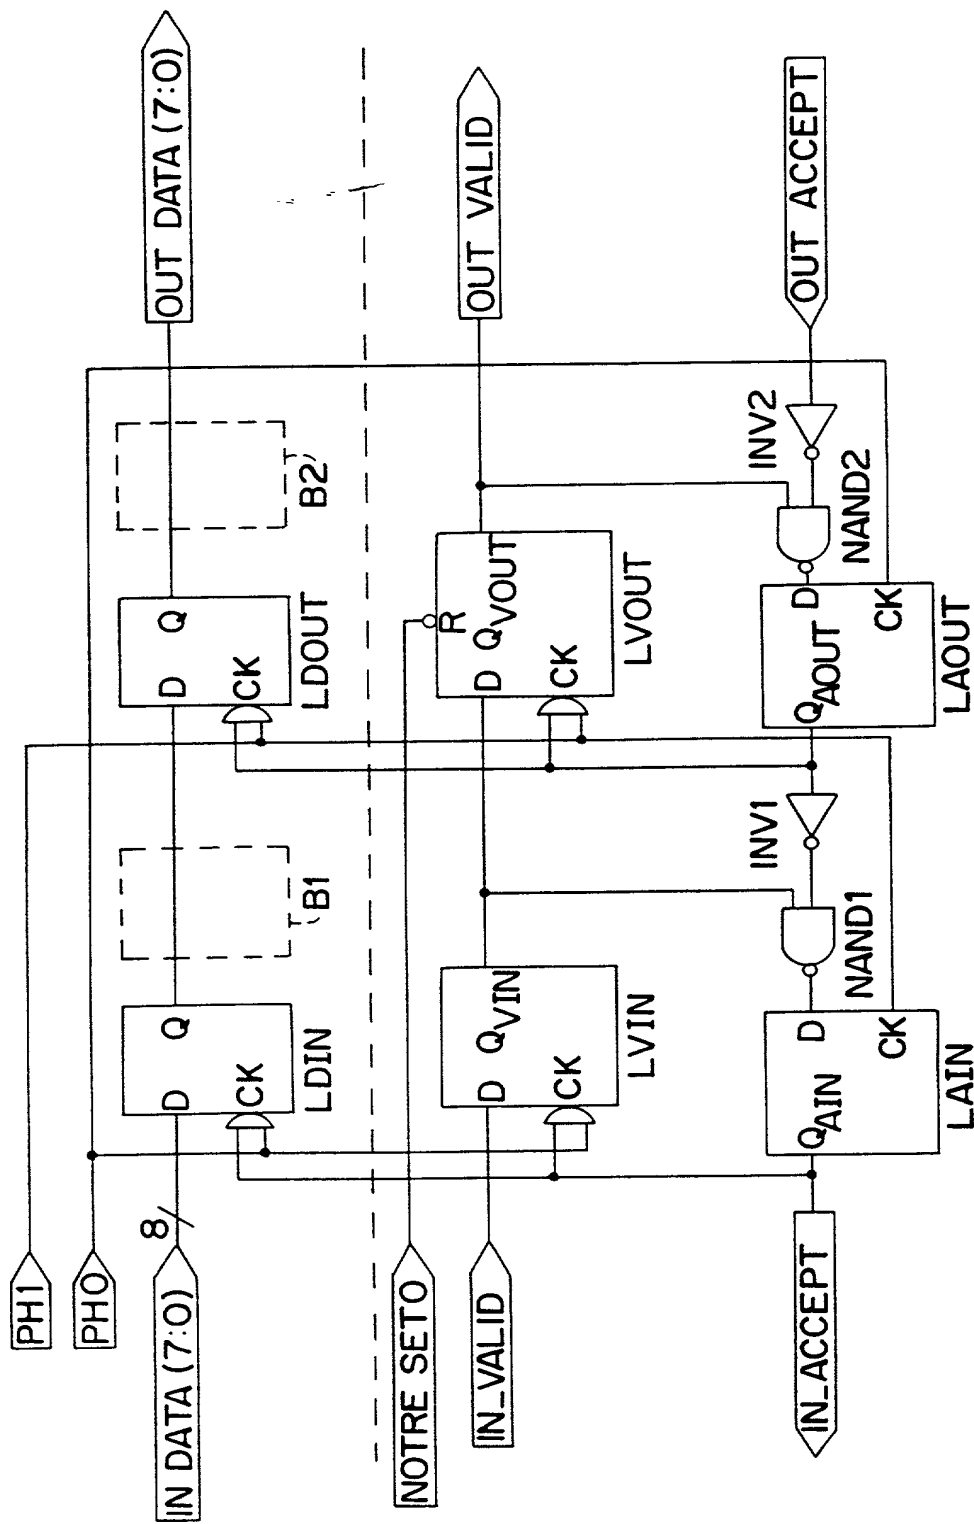 PH1
PH0
IN DATA (7:0)
8
D
Q
CK
LDIN
B1
D
Q
CK
LDOUT
B2
OUT DATA (7:0)
NOTRE SET0
IN_VALID
D
QVIN
CK
LVIN
R
D
QVOUT
CK
LVOUT
OUT VALID
IN_ACCEPT
QAIN
D
CK
LAIN
NAND1
INV1
QAOUT
D
CK
LAOUT
NAND2
INV2
OUT ACCEPT